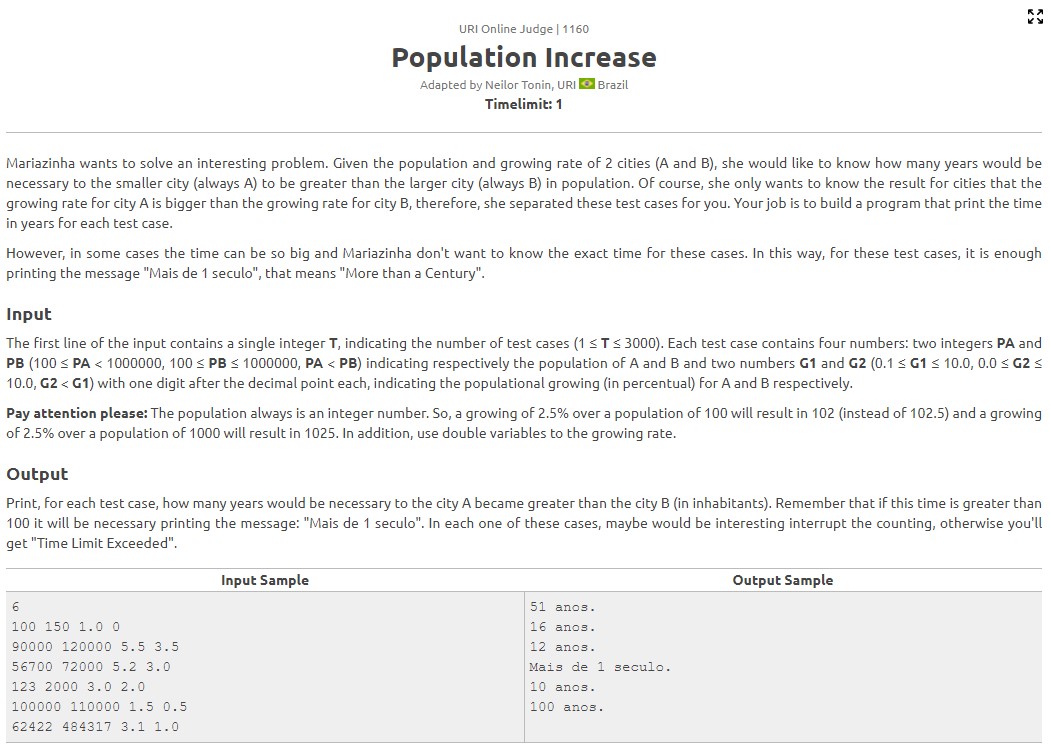 URI Online Judge | 1160
Population Increase
Adapted by Neilor Tonin, URI Brazil
Timelimit: 1
Mariazinha wants to solve an interesting problem. Given the population and growing rate of 2 cities (A and B), she would like to know how many years would be
necessary to the smaller city (always A) to be greater than the larger city (always B) in population. Of course, she only wants to know the result for cities that the
growing rate for city A is bigger than the growing rate for city B, therefore, she separated these test cases for you. Your job is to build a program that print the time
in years for each test case.
However, in some cases the time can be so big and Mariazinha don't want to know the exact time for these cases. In this way, for these test cases, it is enough
printing the message "Mais de 1 seculo", that means "More than a Century".
Input
The first line of the input contains a single integer T, indicating the number of test cases (1 ≤ T ≤ 3000). Each test case contains four numbers: two integers PA and
PB (100 ≤ PA < 1000000, 100 ≤ PB ≤ 1000000, PA < PB) indicating respectively the population of A and B and two numbers G1 and G2 (0.1 ≤ G1 ≤ 10.0, 0.0 ≤ G2 ≤
10.0, G2 < G1) with one digit after the decimal point each, indicating the populational growing (in percentual) for A and B respectively.
Pay attention please: The population always is an integer number. So, a growing of 2.5% over a population of 100 will result in 102 (instead of 102.5) and a growing
of 2.5% over a population of 1000 will result in 1025. In addition, use double variables to the growing rate.
Output
Print, for each test case, how many years would be necessary to the city A became greater than the city B (in inhabitants). Remember that if this time is greater than
100 it will be necessary printing the message: "Mais de 1 seculo". In each one of these cases, maybe would be interesting interrupt the counting, otherwise you'll
get "Time Limit Exceeded".
Input Sample
Output Sample
6
100 150 1.0 0
90000 120000 5.5 3.5
56700 72000 5.2 3.0
123 2000 3.0 2.0
100000 110000 1.5 0.5
62422 484317 3.1 1.0
51 anos.
16 anos.
12 anos.
Mais de 1 seculo.
10 anos.
100 anos.